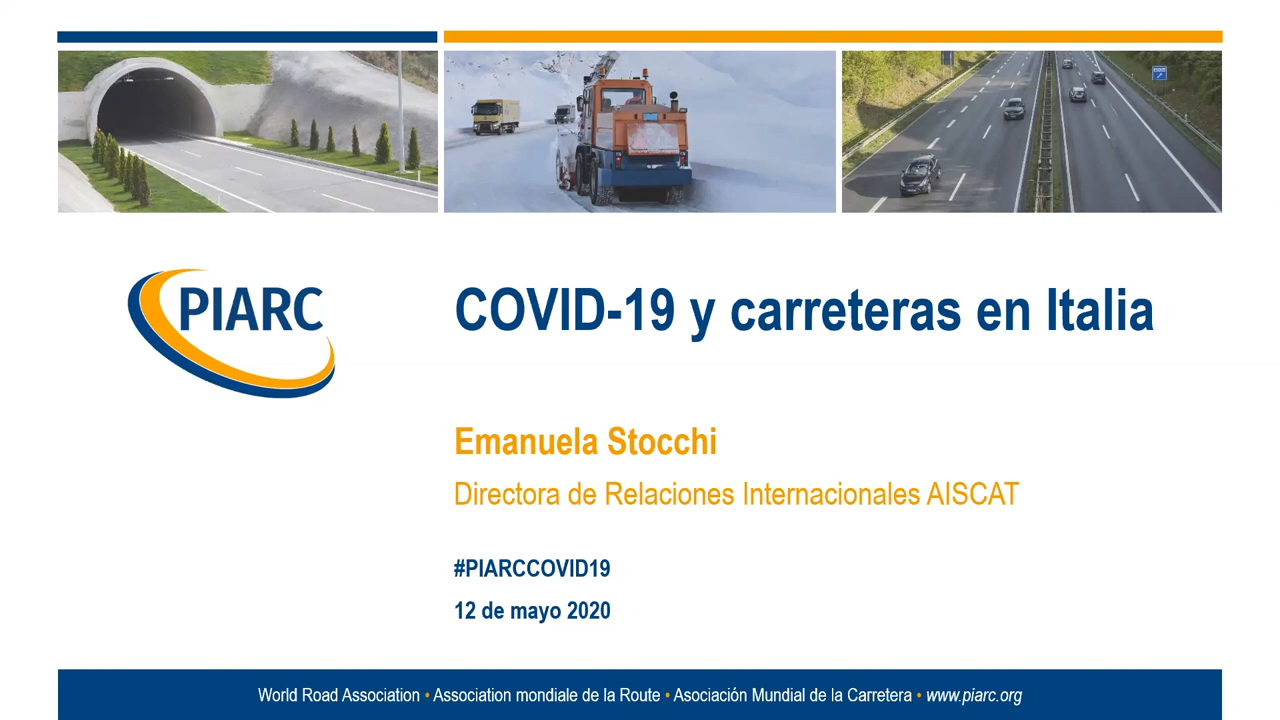 PIARC
COVID-19 y carreteras en Italia
Emanuela Stocchi
Directora de Relaciones Internacionales AISCAT
#PIARCCOVID19
12 de mayo 2020
World Road Association • Association mondiale de la Route • Asociación Mundial de la Carretera • www.piarc.org